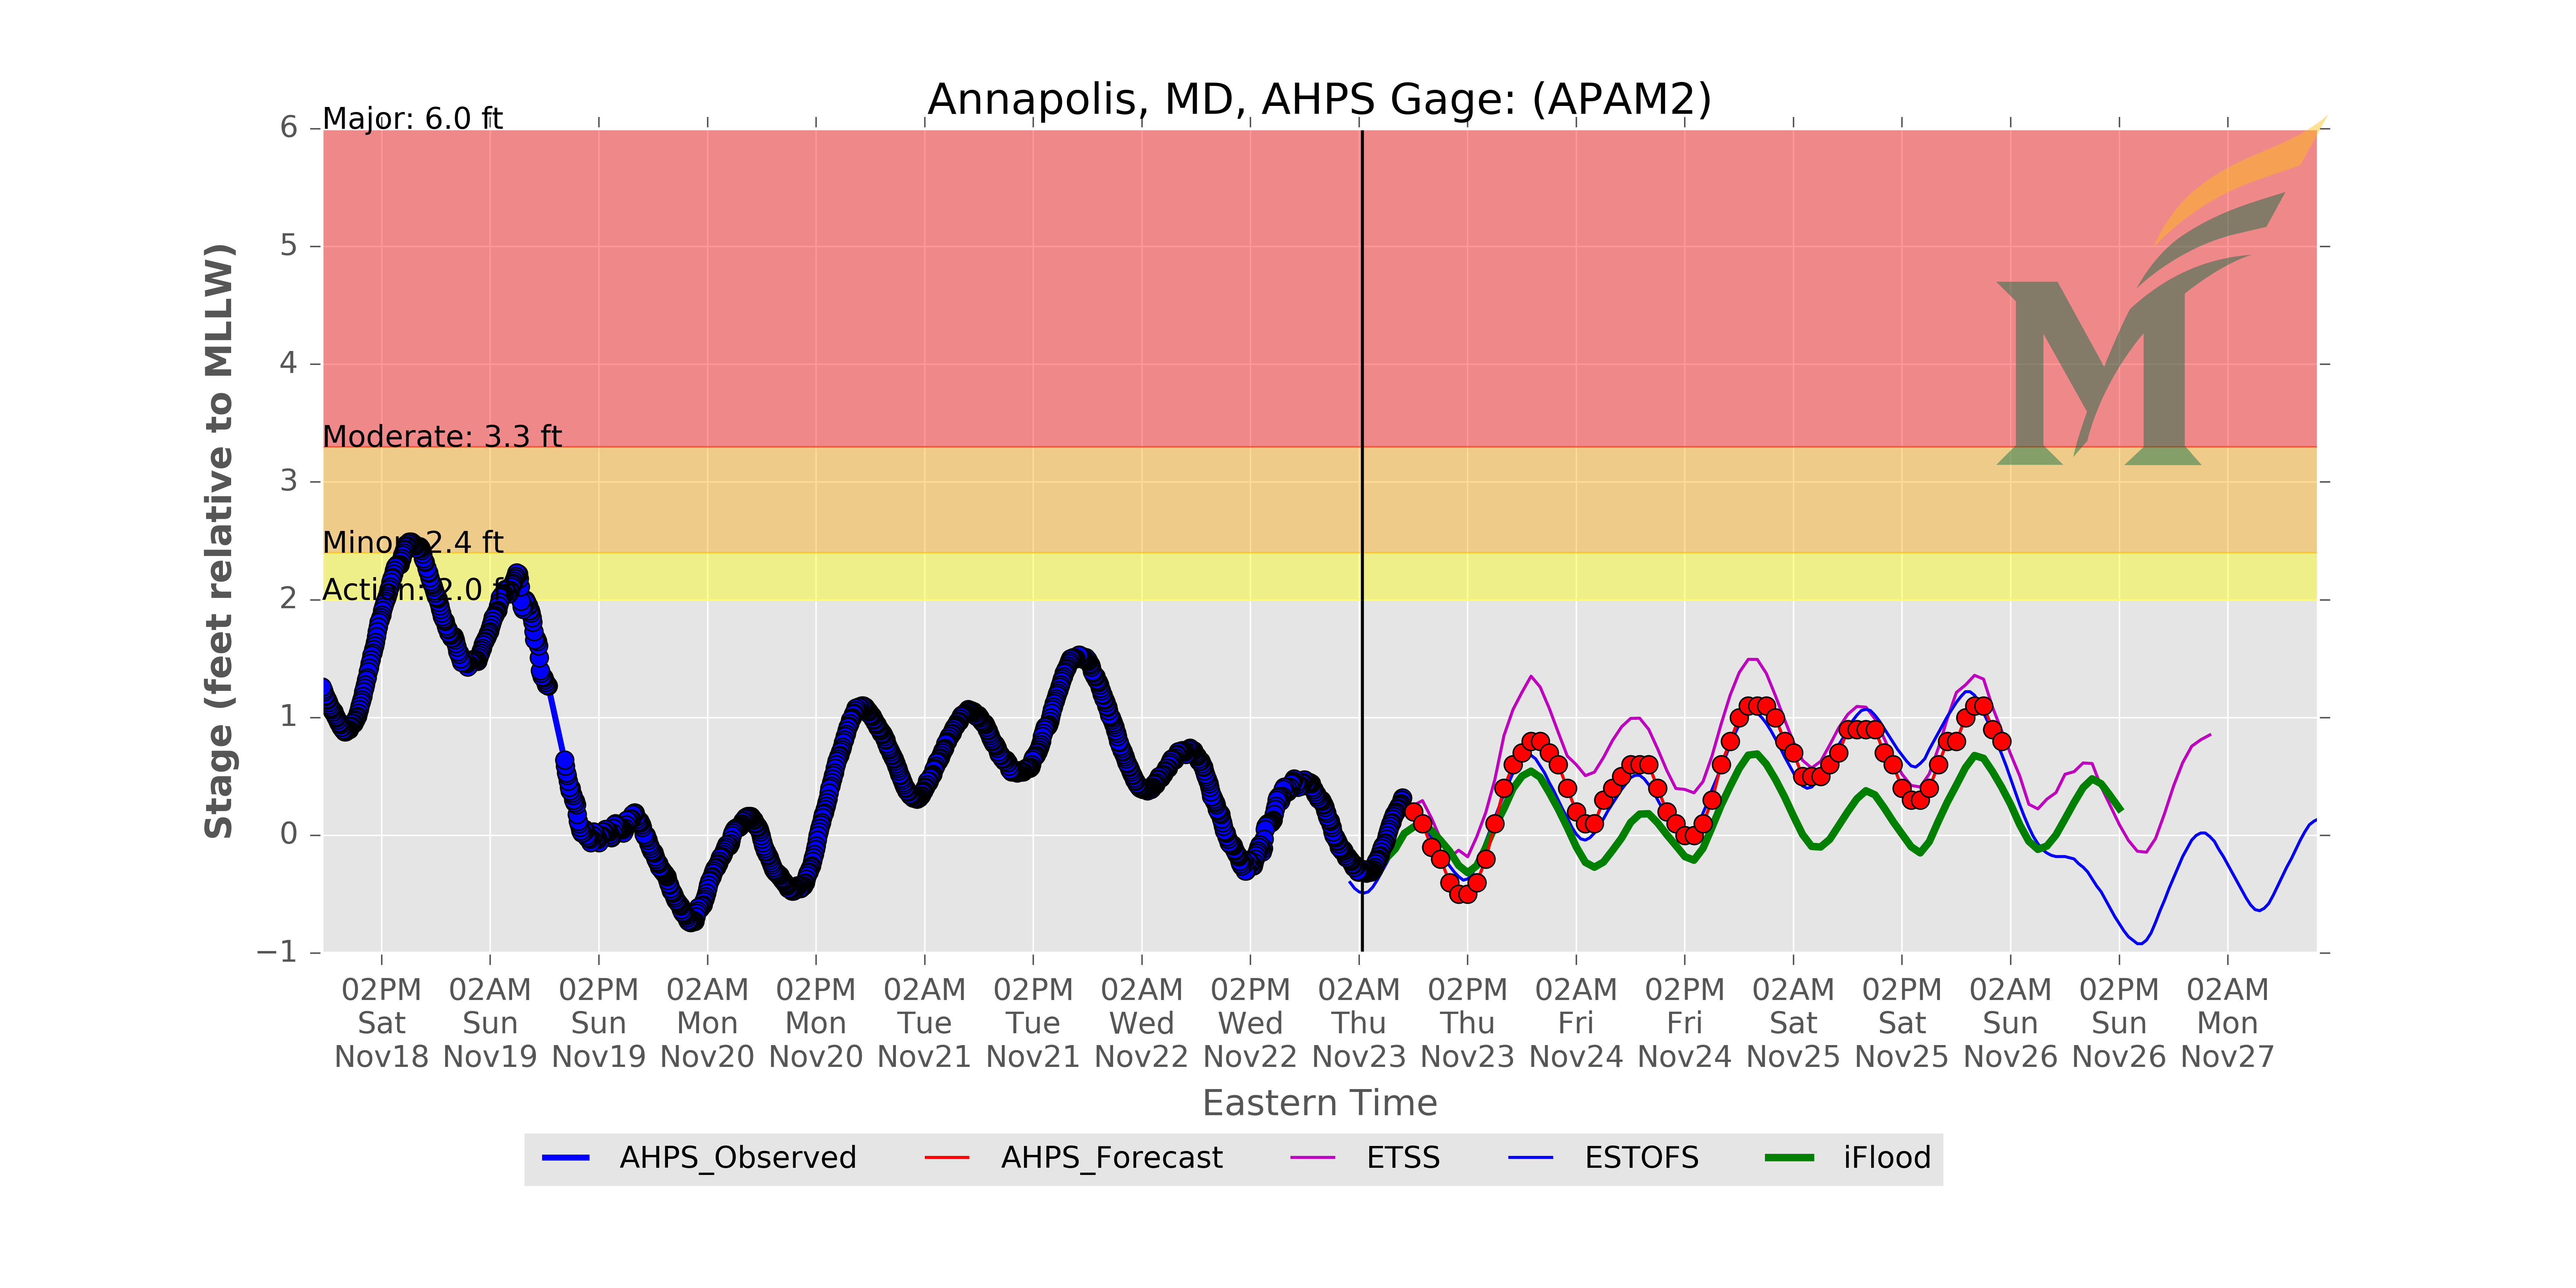 Annapolis, MD, AHPS Gage: (APAM2)
Major: 6.0 ft
Moderate: 3.3 ft
Minor: 2.4 ft
Action: 2.0 ft
6
5
4
3
2
1
0
−1
Stage (feet relative to MLLW)
02PM 02AM 02PM 02AM 02PM 02AM 02PM 02AM 02PM 02AM 02PM 02AM 02PM 02AM 02PM 02AM 02PM 02AM
Sat Sun Sun Mon Mon Tue Tue Wed Wed Thu Thu Fri Fri Sat Sat Sun Sun Mon
Nov18 Nov19 Nov19 Nov20 Nov20 Nov21 Nov21 Nov22 Nov22 Nov23 Nov23 Nov24 Nov24 Nov25 Nov25 Nov26 Nov26 Nov27
Eastern Time
AHPS_Observed AHPS_Forecast ETSS ESTOFS iFlood